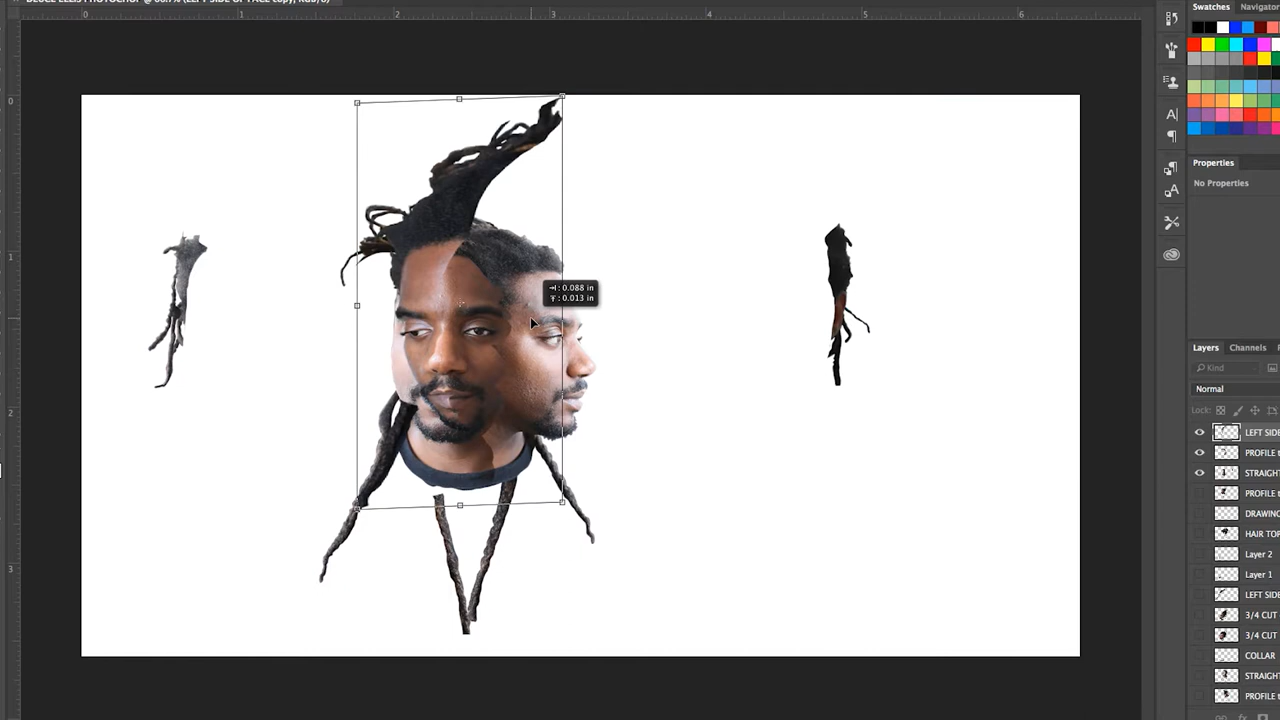 2
3
4
5
6
0
1
2
3
→|: 0.088 in
: 0.013 in
Swatches
Navigator
Properties
No Properties
Layers
Channels
Kind
Normal
Lock:
LEFT SIDE
PROFILE t
STRAIGHT
PROFILE t
DRAWING
HAIR TOP
Layer 2
Layer 1
LEFT SIDE
3/4 CUT
3/4 CUT
COLLAR
STRAIGHT
PROFILE t